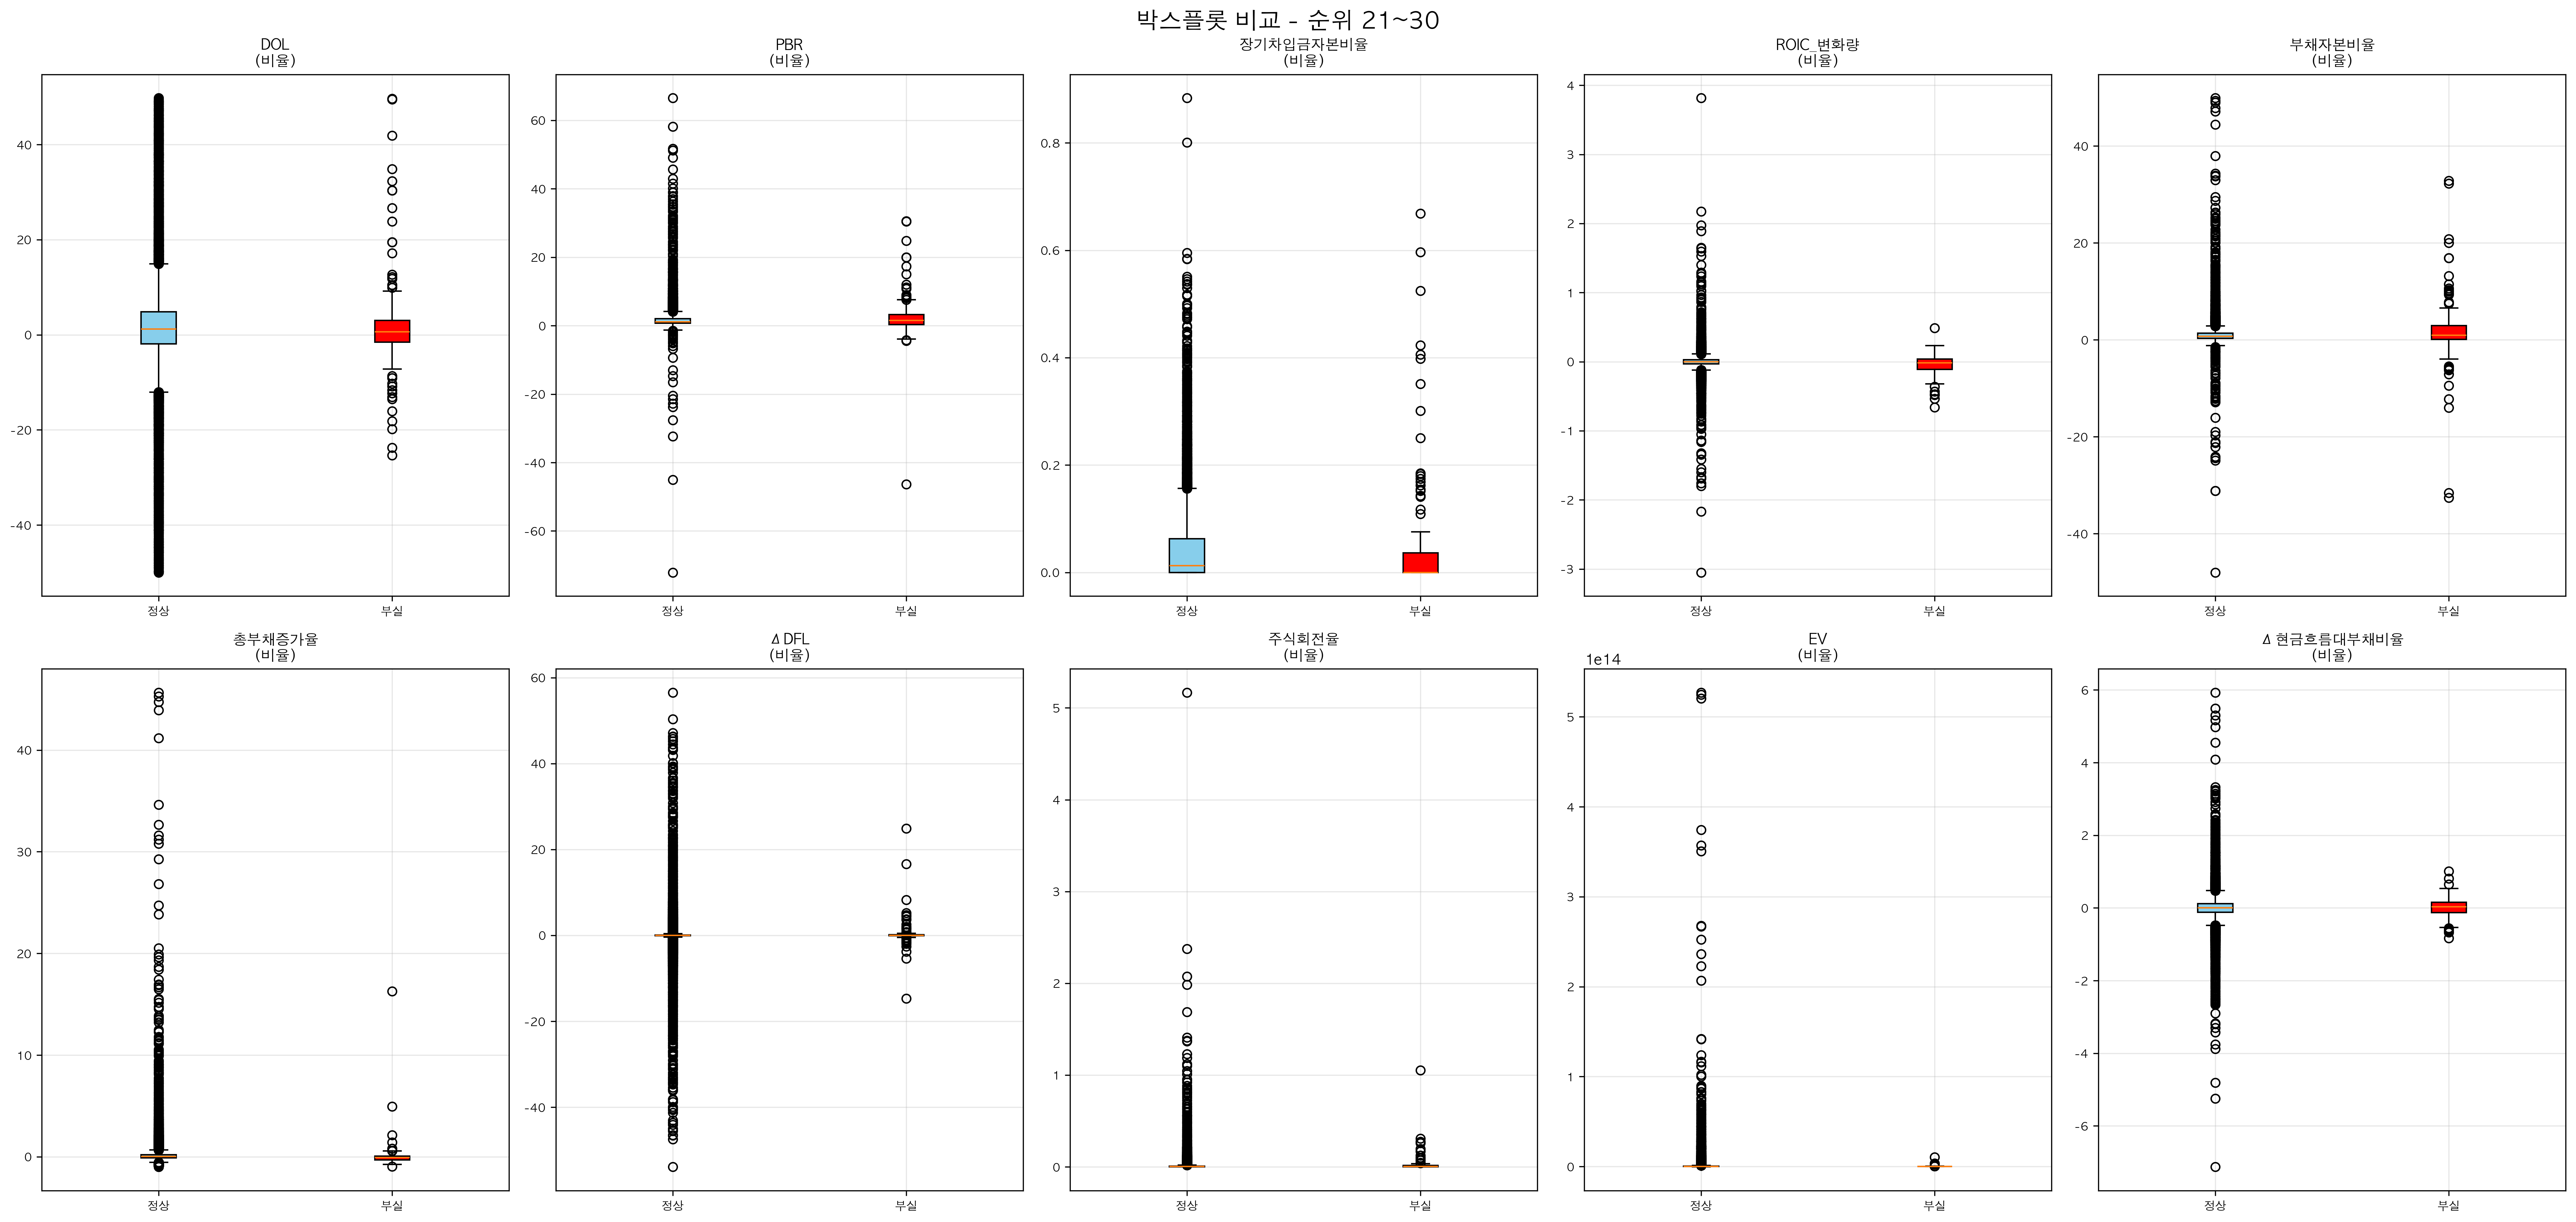 박스플롯 비교 - 순위 21~30
DOL
(비율)
40
20
0
-20
-40
정상 부실
PBR
(비율)
60
40
20
0
-20
-40
-60
정상 부실
장기차입금자본비율
(비율)
0.8
0.6
0.4
0.2
0.0
정상 부실
ROIC_변화량
(비율)
4
3
2
1
0
-1
-2
-3
정상 부실
부채자본비율
(비율)
40
20
0
-20
-40
정상 부실
총부채증가율
(비율)
40
30
20
10
0
정상 부실
Δ DFL
(비율)
60
40
20
0
-20
-40
정상 부실
주식회전율
(비율)
5
4
3
2
1
0
정상 부실
EV
(비율)
1e14
5
4
3
2
1
0
정상 부실
Δ 현금흐름대부채비율
(비율)
6
4
2
0
-2
-4
-6
정상 부실